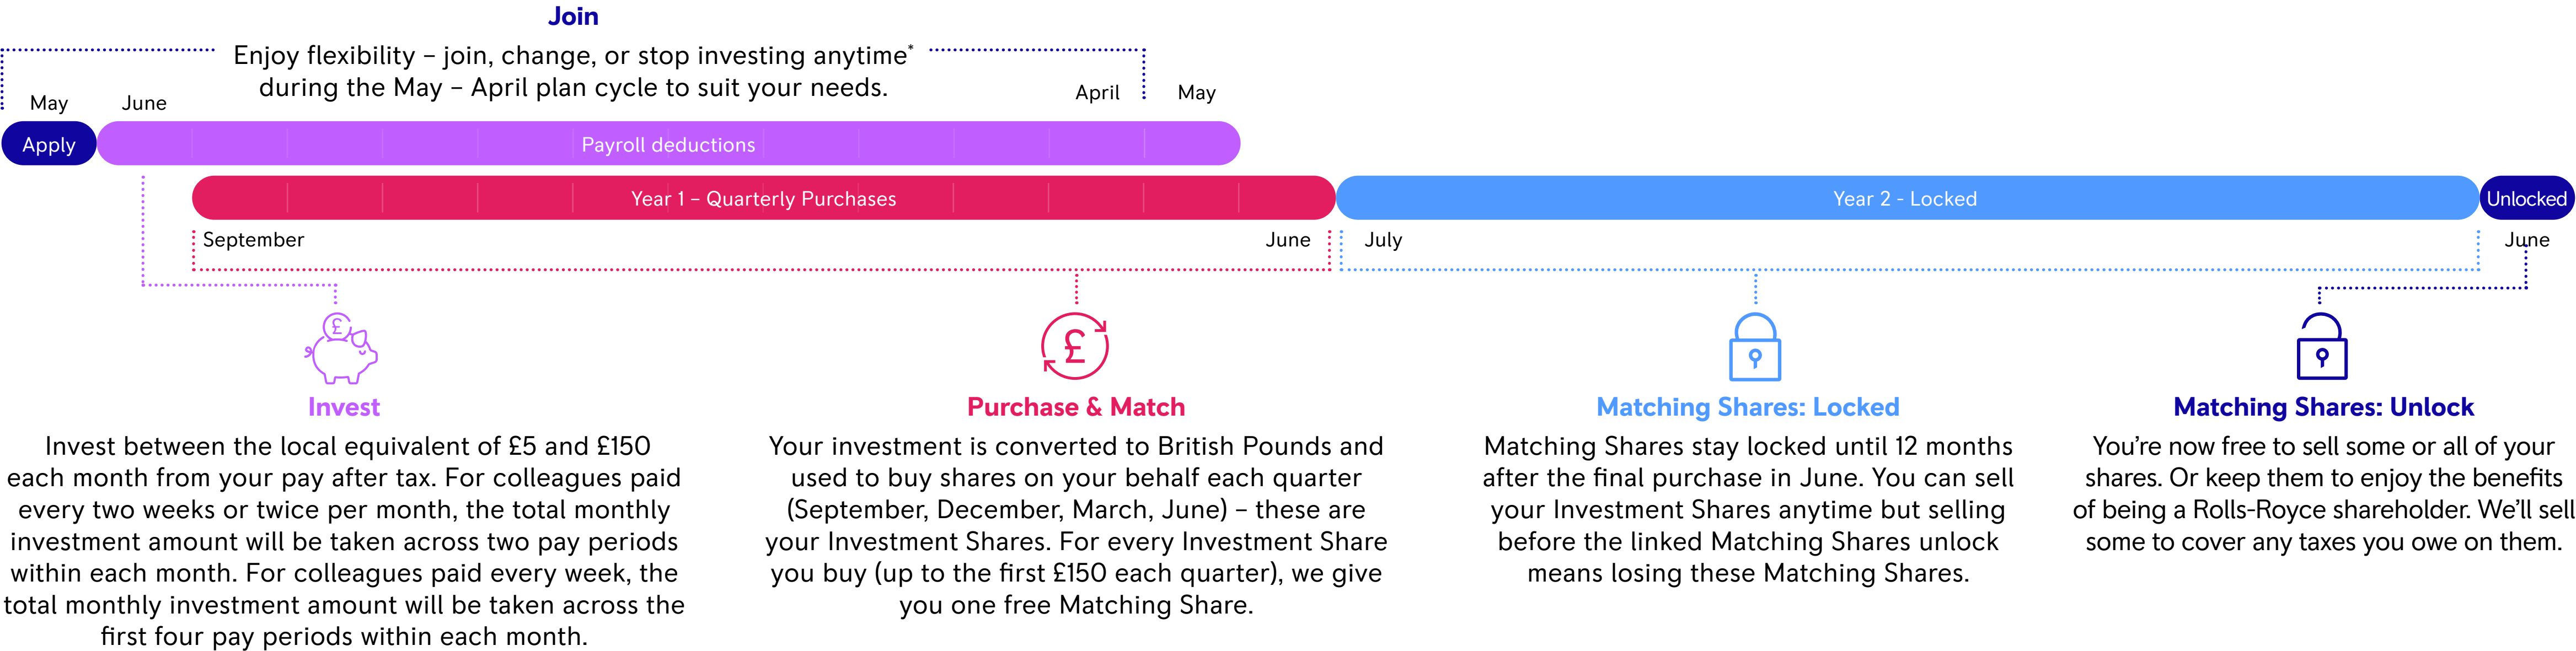 Join
Enjoy flexibility – join, change, or stop investing anytime*
during the May – April plan cycle to suit your needs.
May
June
April
May
Apply
Payroll deductions
Year 1 – Quarterly Purchases
Year 2 - Locked
Unlocked
September
June
July
June
£
Invest
Invest between the local equivalent of £5 and £150
each month from your pay after tax. For colleagues paid
every two weeks or twice per month, the total monthly
investment amount will be taken across two pay periods
within each month. For colleagues paid every week, the
total monthly investment amount will be taken across the
first four pay periods within each month.
£
Purchase & Match
Your investment is converted to British Pounds and
used to buy shares on your behalf each quarter
(September, December, March, June) – these are
your Investment Shares. For every Investment Share
you buy (up to the first £150 each quarter), we give
you one free Matching Share.
Matching Shares: Locked
Matching Shares stay locked until 12 months
after the final purchase in June. You can sell
your Investment Shares anytime but selling
before the linked Matching Shares unlock
means losing these Matching Shares.
Matching Shares: Unlock
You're now free to sell some or all of your
shares. Or keep them to enjoy the benefits
of being a Rolls-Royce shareholder. We'll sell
some to cover any taxes you owe on them.